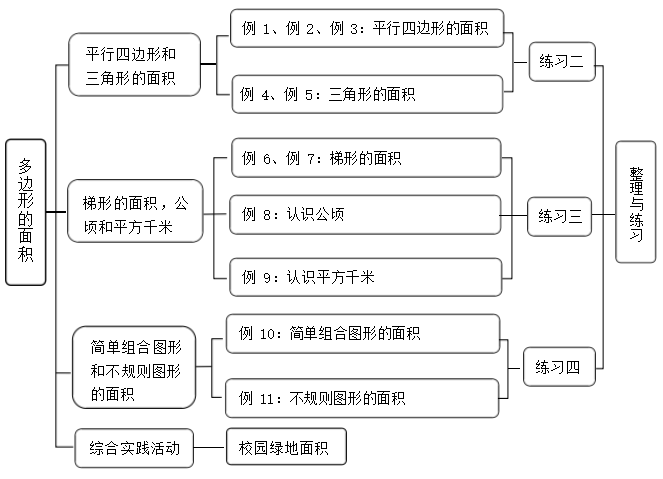 多边形的面积
平行四边形和
三角形的面积
例 1、例 2、例 3：平行四边形的面积
例 4、例 5：三角形的面积
练习二
梯形的面积，公
顷和平方千米
例 6、例 7：梯形的面积
例 8：认识公顷
例 9：认识平方千米
练习三
简单组合图形
和不规则图形
的面积
例 10：简单组合图形的面积
例 11：不规则图形的面积
练习四
整理与练习
综合实践活动
校园绿地面积